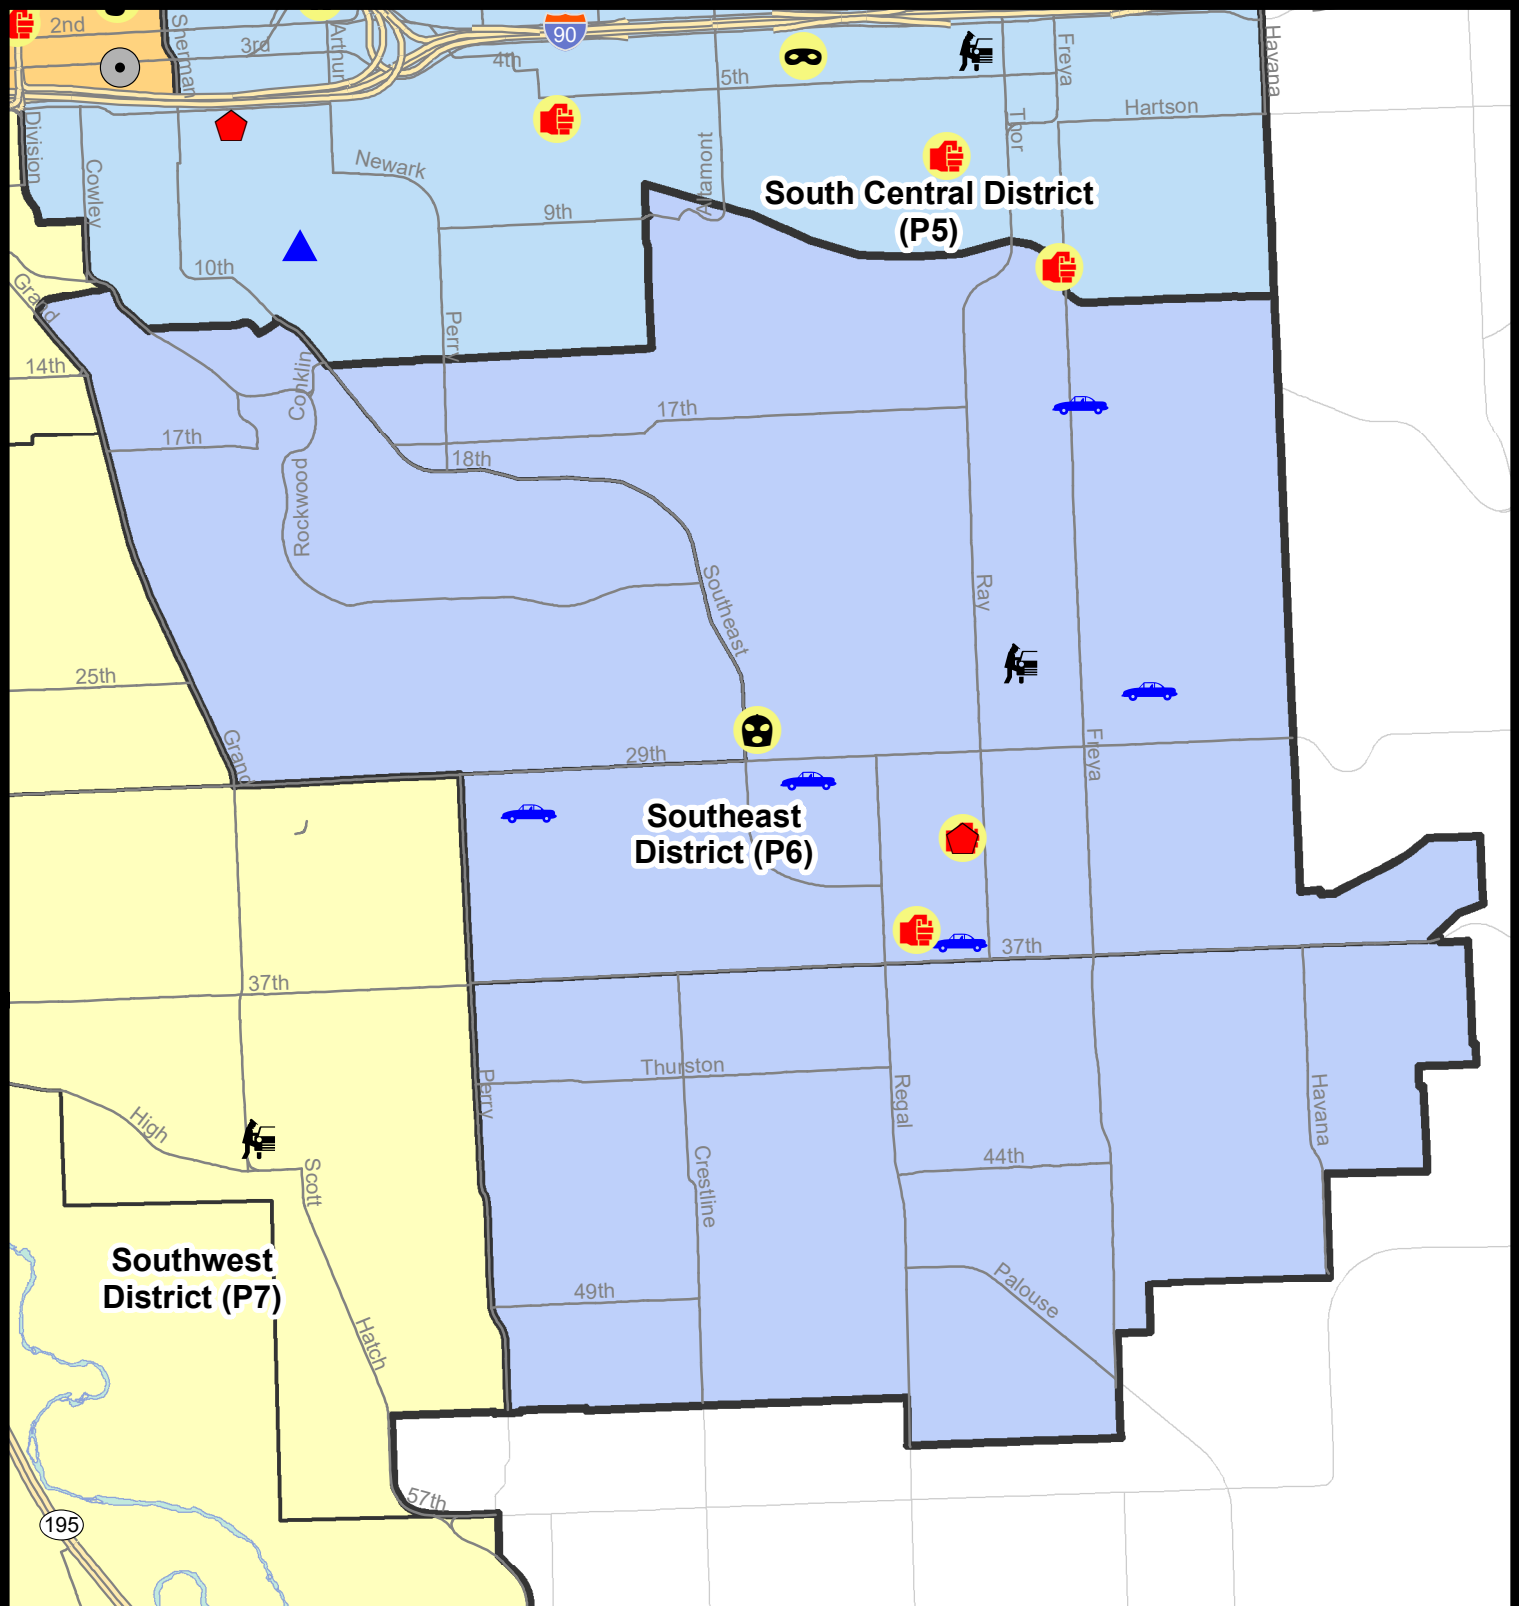 2nd
Sherman
3rd
Arthur
90
4th
5th
Freya
Havana
Division
Cowley
Newark
Altamont
Thor
Hartson
South Central District
(P5)
9th
10th
Grand
Perry
14th
Conklin
17th
17th
18th
Rockwood
Southeast
Ray
25th
Grand
29th
Freya
Southeast
District (P6)
37th
37th
Thurston
Perry
Regal
Havana
High
Scott
Crestline
44th
Southwest
District (P7)
49th
Palouse
Hatch
57th
195